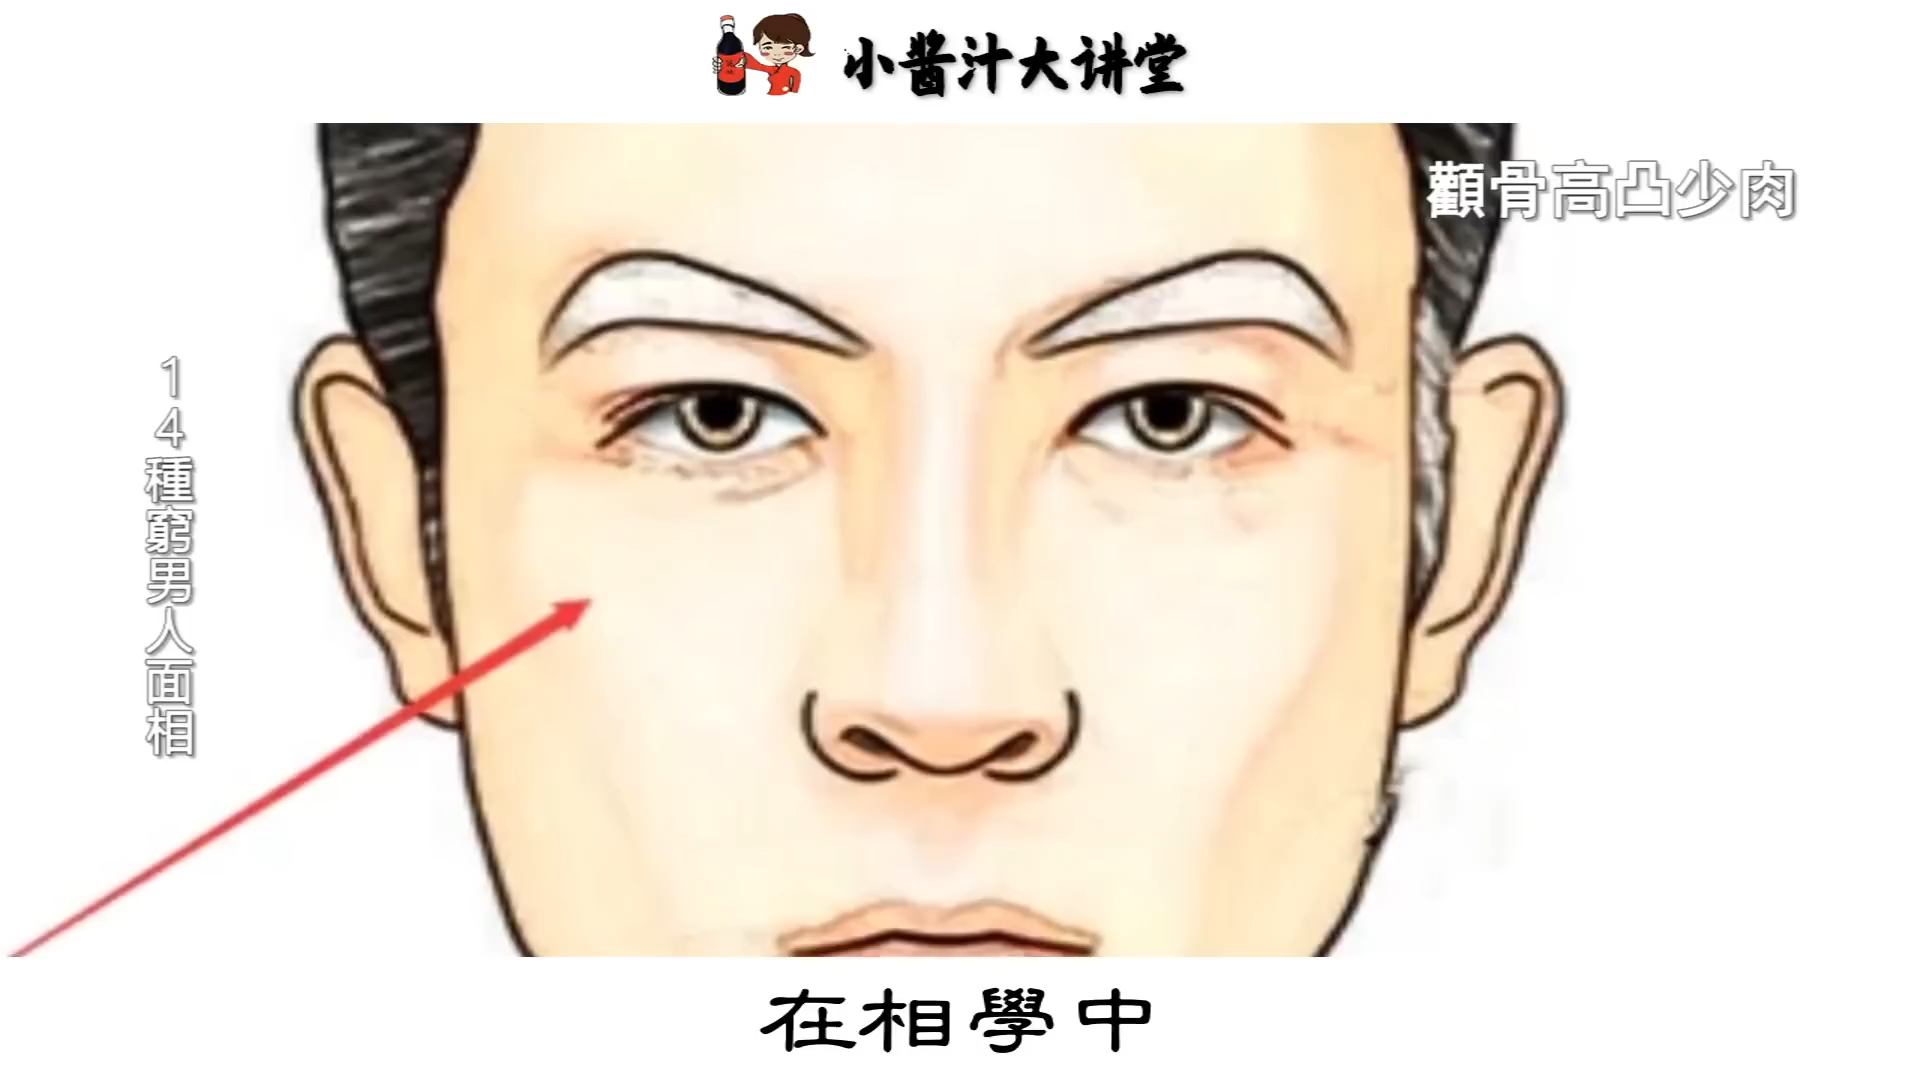 小酱汁大讲堂
顴骨高凸少肉
14種窮男人面相
在相學中